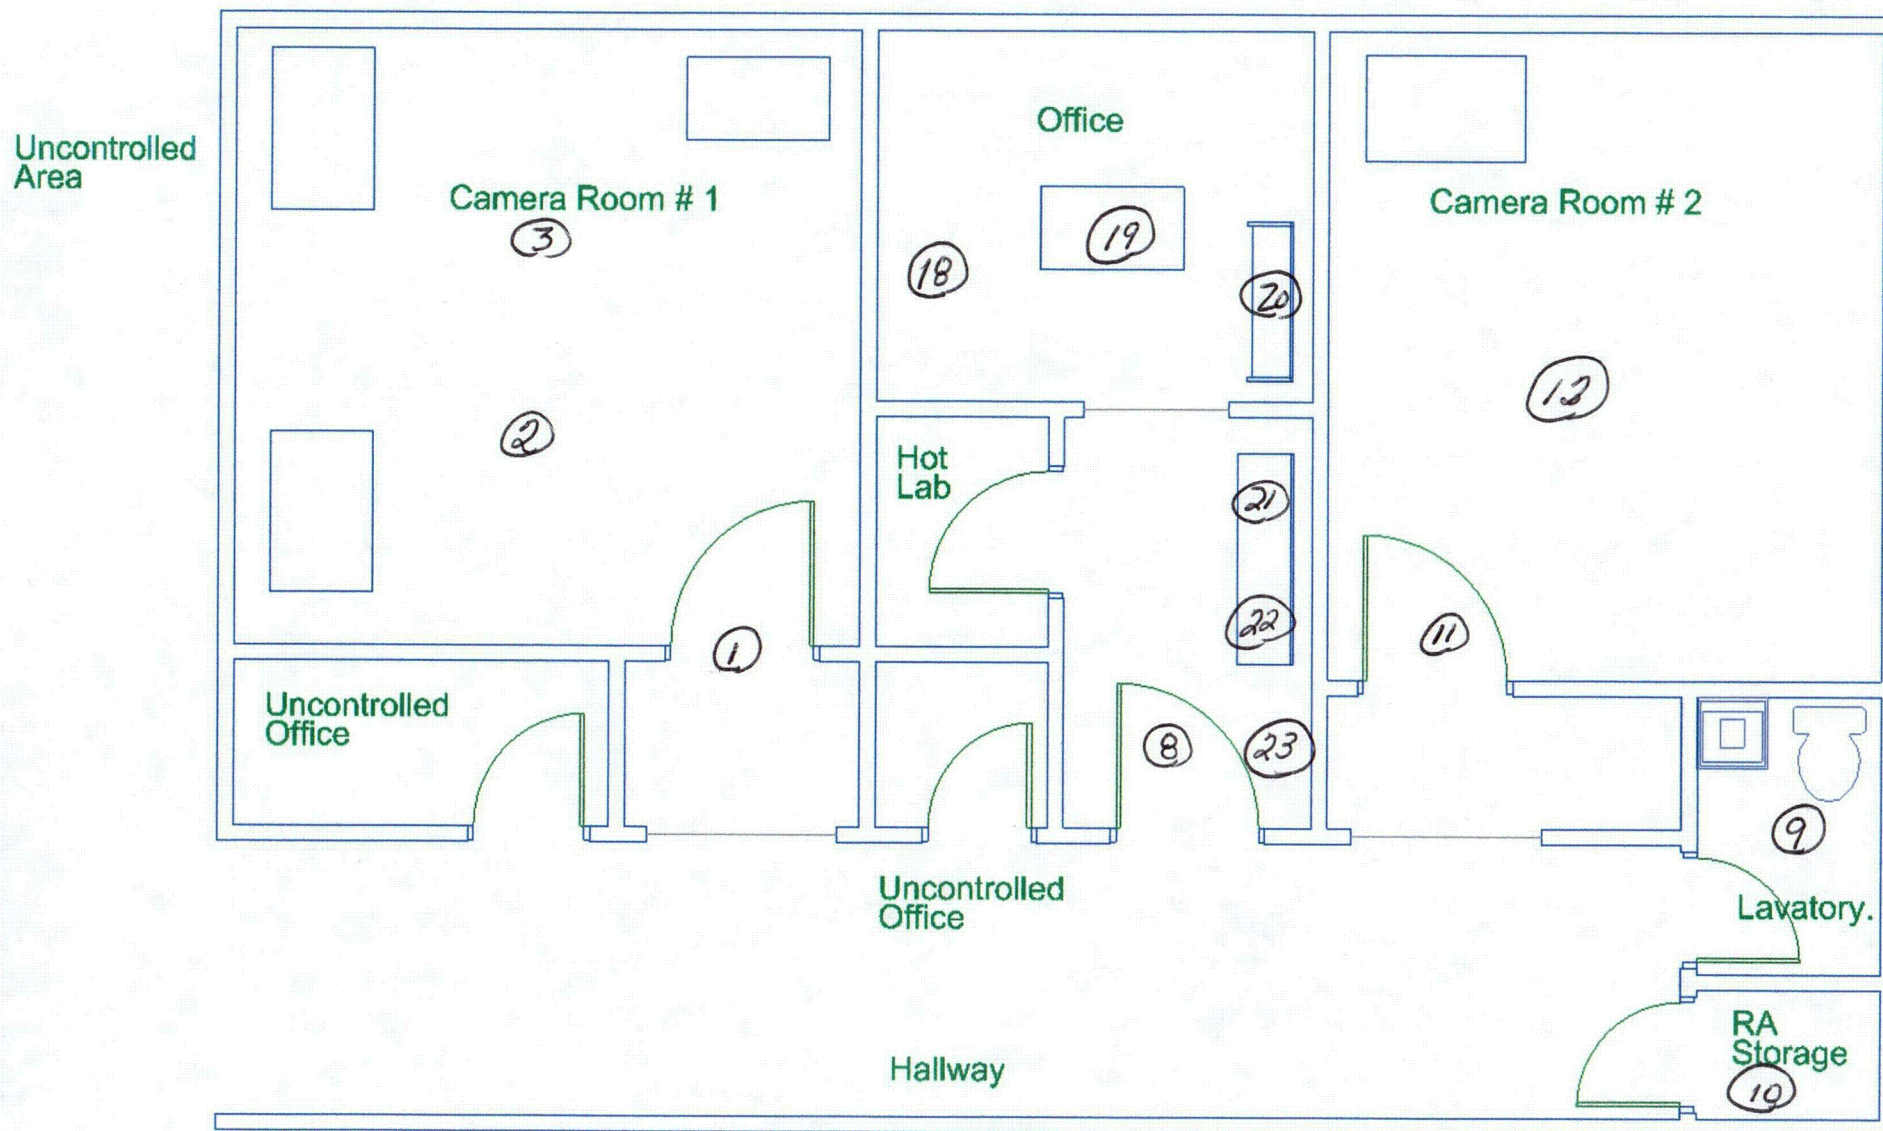 Office
Uncontrolled
Area
Camera Room # 1
Camera Room # 2
3
18
19
20
12
2
Hot
Lab
21
22
11
1
Uncontrolled
Office
8
23
9
Uncontrolled
Office
Lavatory.
RA
Storage
Hallway
10